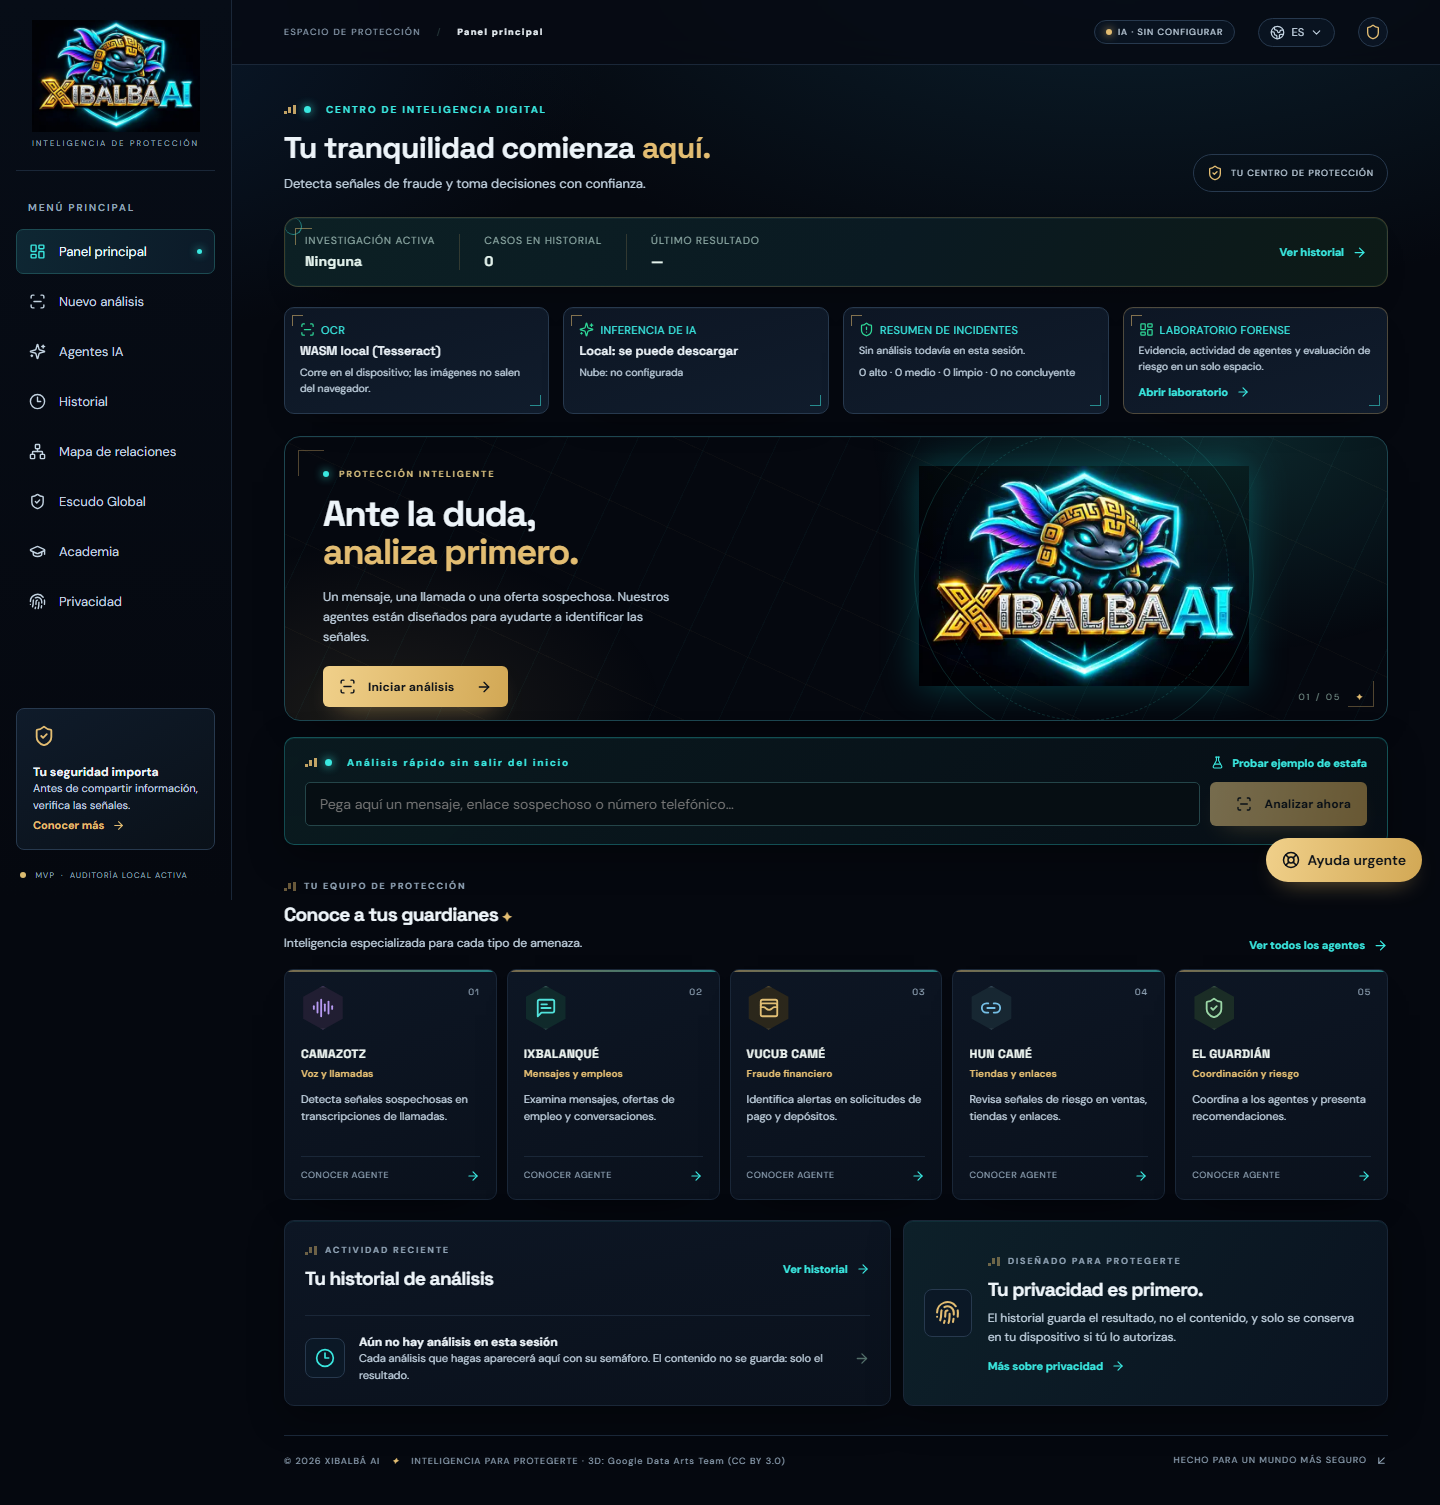 XIBALBÁ AI
INTELIGENCIA DE PROTECCIÓN
MENÚ PRINCIPAL
Panel principal
Nuevo análisis
Agentes IA
Historial
Mapa de relaciones
Escudo Global
Academia
Privacidad
Tu seguridad importa
Antes de compartir información,
verifica las señales.
Conocer más
MVP · AUDITORÍA LOCAL ACTIVA
ESPACIO DE PROTECCIÓN / Panel principal
IA · SIN CONFIGURAR
ES
CENTRO DE INTELIGENCIA DIGITAL
Tu tranquilidad comienza aquí.
Detecta señales de fraude y toma decisiones con confianza.
TU CENTRO DE PROTECCIÓN
INVESTIGACIÓN ACTIVA
Ninguna
CASOS EN HISTORIAL
0
ÚLTIMO RESULTADO
—
Ver historial
OCR
WASM local (Tesseract)
Corre en el dispositivo; las imágenes no salen
del navegador.
INFERENCIA DE IA
Local: se puede descargar
Nube: no configurada
RESUMEN DE INCIDENTES
Sin análisis todavía en esta sesión.
0 alto · 0 medio · 0 limpio · 0 no concluyente
LABORATORIO FORENSE
Evidencia, actividad de agentes y evaluación de
riesgo en un solo espacio.
Abrir laboratorio
PROTECCIÓN INTELIGENTE
Ante la duda,
analiza primero.
Un mensaje, una llamada o una oferta sospechosa. Nuestros
agentes están diseñados para ayudarte a identificar las
señales.
Iniciar análisis
XIBALBÁ AI
01 / 05
Análisis rápido sin salir del inicio
Probar ejemplo de estafa
Pega aquí un mensaje, enlace sospechoso o número telefónico…
Analizar ahora
Ayuda urgente
TU EQUIPO DE PROTECCIÓN
Conoce a tus guardianes
Inteligencia especializada para cada tipo de amenaza.
Ver todos los agentes
01
CAMAZOTZ
Voz y llamadas
Detecta señales sospechosas en
transcripciones de llamadas.
CONOCER AGENTE
02
IXBALANQUÉ
Mensajes y empleos
Examina mensajes, ofertas de
empleo y conversaciones.
CONOCER AGENTE
03
VUCUB CAMÉ
Fraude financiero
Identifica alertas en solicitudes de
pago y depósitos.
CONOCER AGENTE
04
HUN CAMÉ
Tiendas y enlaces
Revisa señales de riesgo en ventas,
tiendas y enlaces.
CONOCER AGENTE
05
EL GUARDIÁN
Coordinación y riesgo
Coordina a los agentes y presenta
recomendaciones.
CONOCER AGENTE
ACTIVIDAD RECIENTE
Tu historial de análisis
Ver historial
Aún no hay análisis en esta sesión
Cada análisis que hagas aparecerá aquí con su semáforo. El contenido no se guarda: solo el
resultado.
DISEÑADO PARA PROTEGERTE
Tu privacidad es primero.
El historial guarda el resultado, no el contenido, y solo se conserva
en tu dispositivo si tú lo autorizas.
Más sobre privacidad
© 2026 XIBALBÁ AI
INTELIGENCIA PARA PROTEGERTE · 3D: Google Data Arts Team (CC BY 3.0)
HECHO PARA UN MUNDO MÁS SEGURO